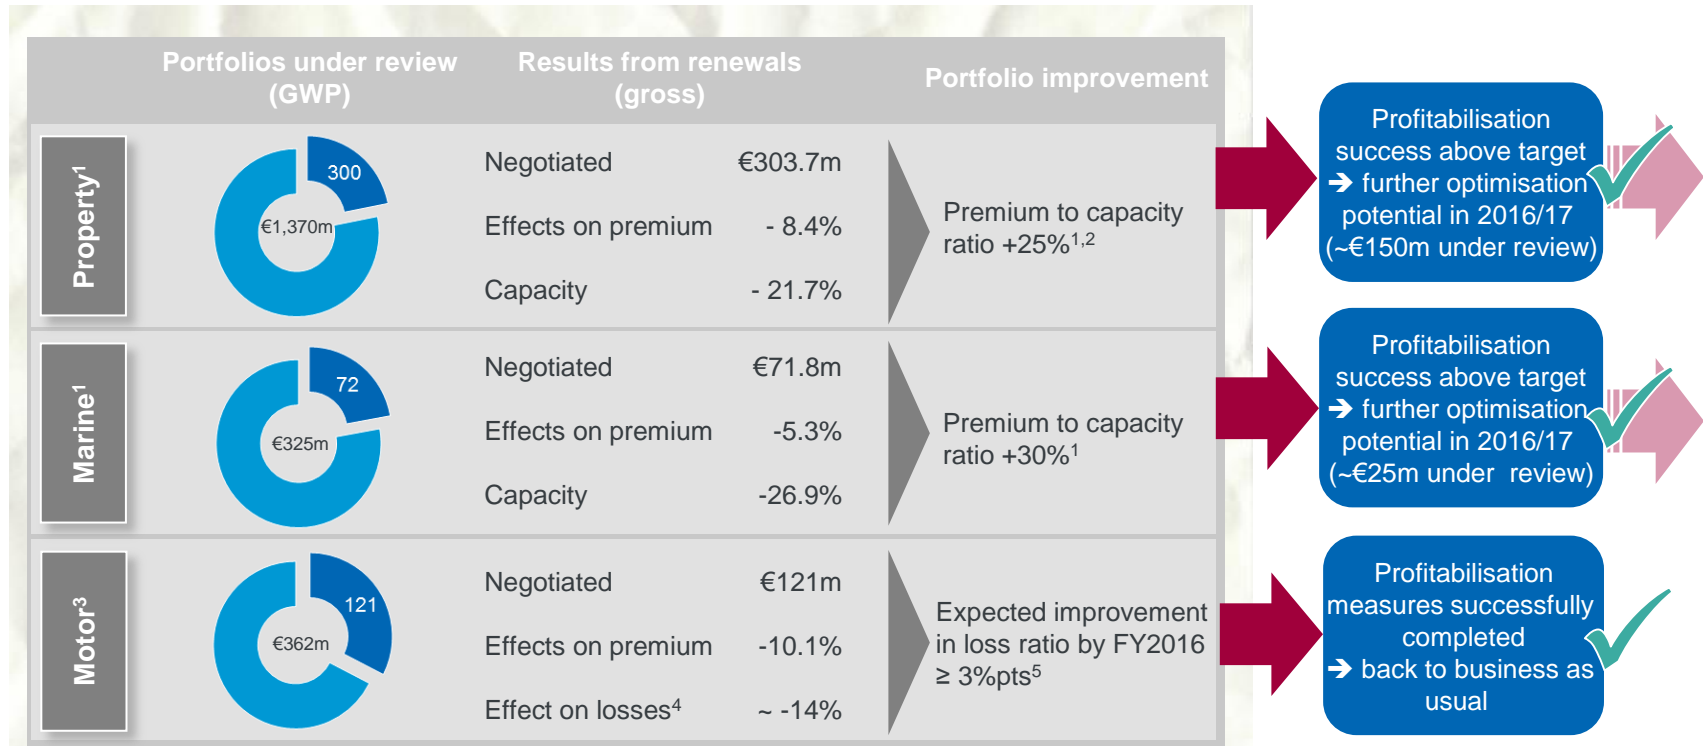 Portfolios under review
(GWP)
Results from renewals
(gross)
Portfolio improvement
Property¹
300
€1,370m
Negotiated €303.7m
Effects on premium - 8.4%
Capacity - 21.7%
Premium to capacity
ratio +25%¹,²
Profitabilisation
success above target
➔ further optimisation
potential in 2016/17
(~€150m under review)
Marine¹
72
€325m
Negotiated €71.8m
Effects on premium -5.3%
Capacity -26.9%
Premium to capacity
ratio +30%¹
Profitabilisation
success above target
➔ further optimisation
potential in 2016/17
(~€25m under review)
Motor³
121
€362m
Negotiated €121m
Effects on premium -10.1%
Effect on losses⁴ ~ -14%
Expected improvement
in loss ratio by FY2016
≥ 3%pts⁵
Profitabilisation
measures successfully
completed
➔ back to business as
usual